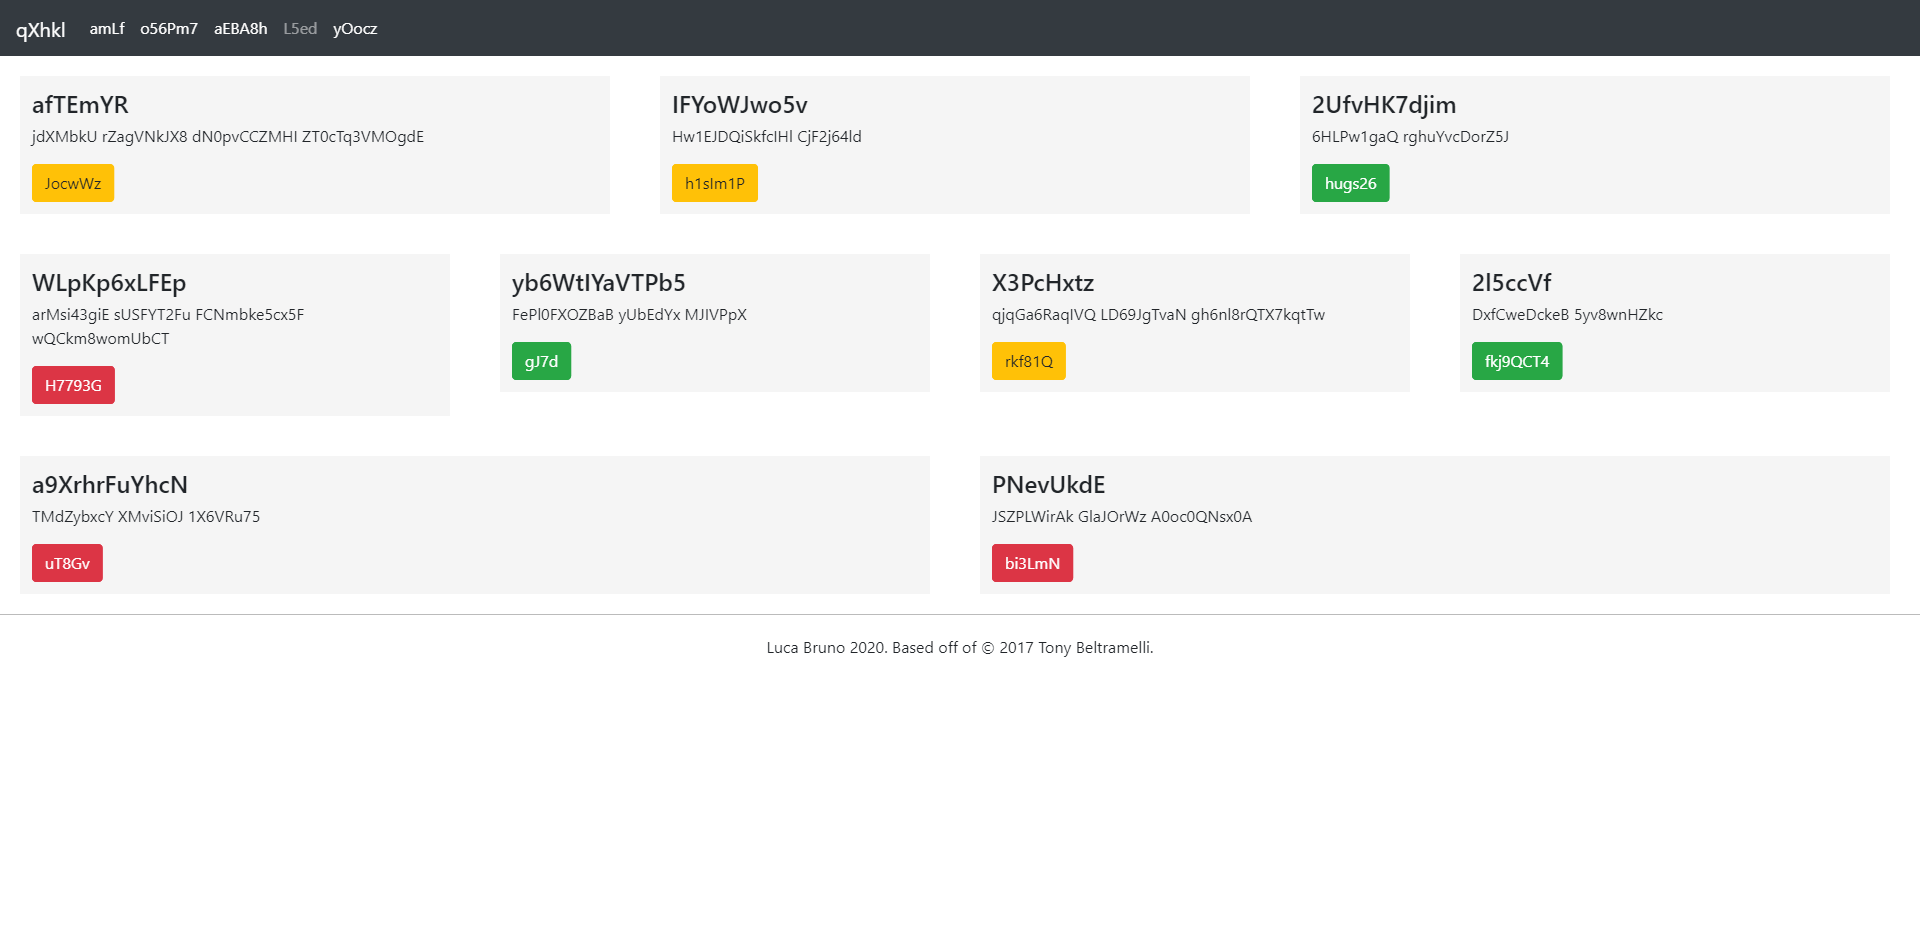 qXhkl amLf o56Pm7 aEBA8h L5ed yOocz
afTEmYR
jdXMbkU rZagVNkJX8 dN0pvCCZMHI ZT0cTq3VMOgdE
JocwWz
IFYoWJwo5v
Hw1EJDQiSkfcIHl CjF2j64ld
h1sIm1P
2UfvHK7djim
6HLPw1gaQ rghuYvcDorZ5J
hugs26
WLpKp6xLFEp
arMsi43giE sUSFYT2Fu FCNmbke5cx5F
wQCkm8womUbCT
H7793G
yb6WtIYaVTPb5
FePl0FXOZBaB yUbEdYx MJIVPpX
gJ7d
X3PcHxtz
qjqGa6RaqIVQ LD69JgTvaN gh6nl8rQTX7kqtTw
rkf81Q
2l5ccVf
DxfCweDckeB 5yv8wnHZkc
fkj9QCT4
a9XrhrFuYhcN
TMdZybxcY XMviSiOJ 1X6VRu75
uT8Gv
PNevUkdE
JSZPLWirAk GlaJOrWz A0oc0QNsx0A
bi3LmN
Luca Bruno 2020. Based off of © 2017 Tony Beltramelli.